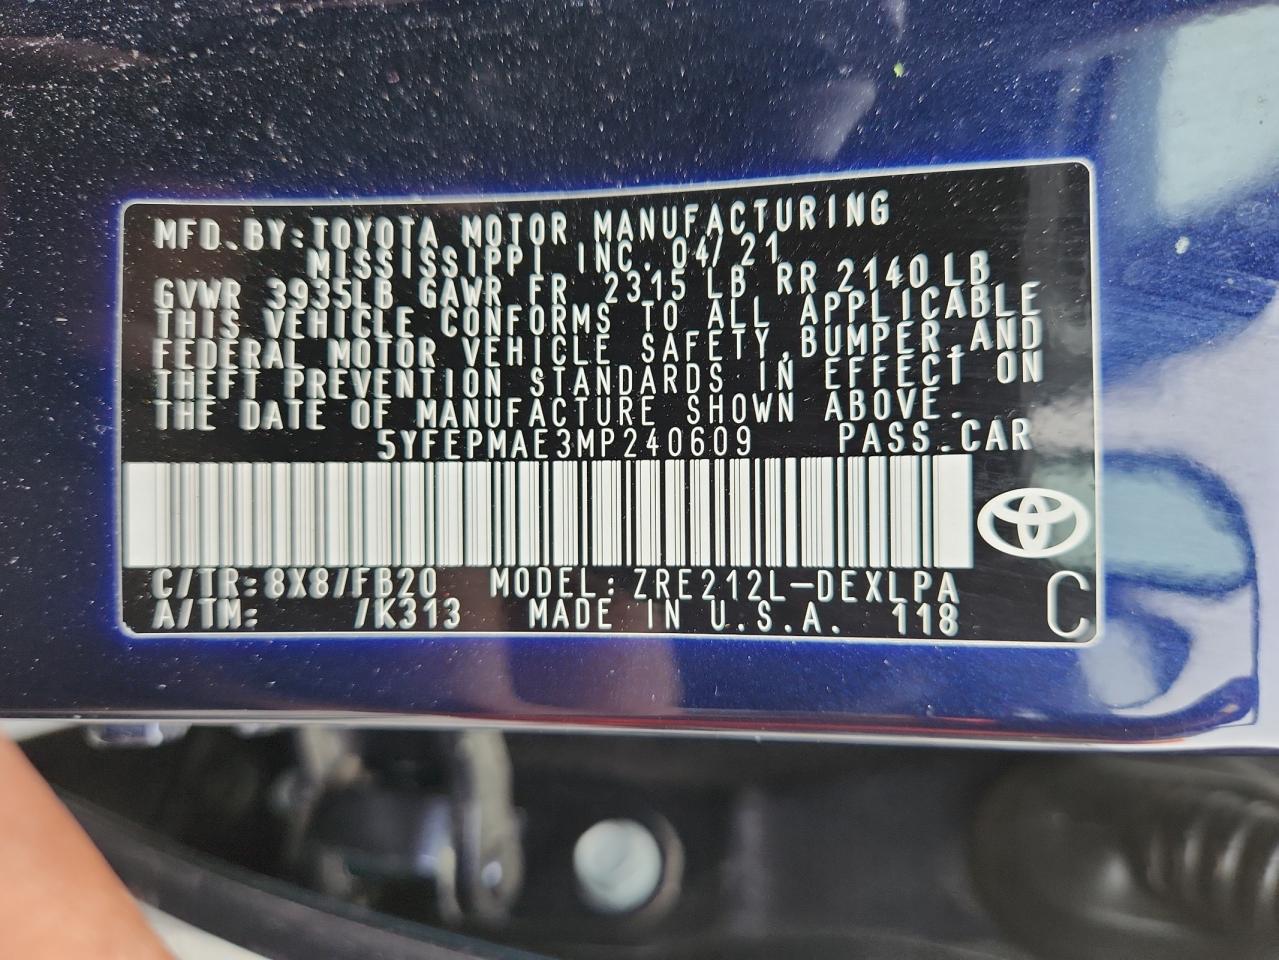 MFD.BY:TOYOTA MOTOR MANUFACTURING
MISSISSIPPI INC. 04/21
GVWR 3935LB GAWR FR 2315 LB RR 2140 LB
THIS VEHICLE CONFORMS TO ALL APPLICABLE
FEDERAL MOTOR VEHICLE SAFETY,BUMPER,AND
THEFT PREVENTION STANDARDS IN EFFECT ON
THE DATE OF MANUFACTURE SHOWN ABOVE.
5YFEPMAE3MP240609 PASS.CAR
C/TR:8X8/FB20 MODEL:ZRE212L-DEXLPA
A/TM: /K313 MADE IN U.S.A. 118 C